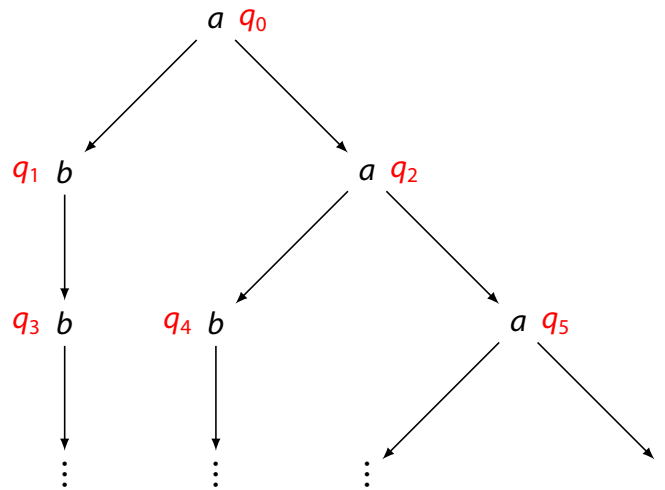 a q₀
q₁ b a q₂
q₃ b q₄ b a q₅
⋮ ⋮ ⋮